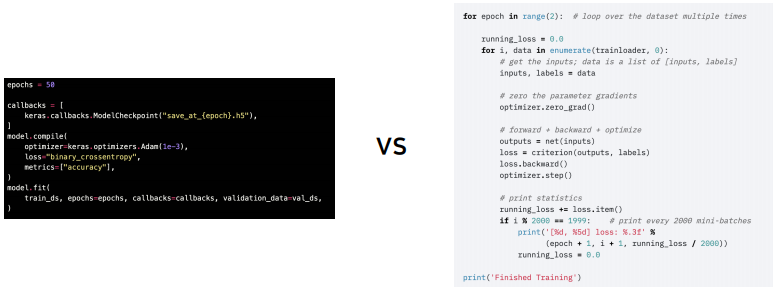 epochs = 50

callbacks = [
    keras.callbacks.ModelCheckpoint("save_at_{epoch}.h5"),
]
model.compile(
    optimizer=keras.optimizers.Adam(1e-3),
    loss="binary_crossentropy",
    metrics=["accuracy"],
)
model.fit(
    train_ds, epochs=epochs, callbacks=callbacks, validation_data=val_ds,
)
VS
for epoch in range(2):  # loop over the dataset multiple times

    running_loss = 0.0
    for i, data in enumerate(trainloader, 0):
        # get the inputs; data is a list of [inputs, labels]
        inputs, labels = data

        # zero the parameter gradients
        optimizer.zero_grad()

        # forward + backward + optimize
        outputs = net(inputs)
        loss = criterion(outputs, labels)
        loss.backward()
        optimizer.step()

        # print statistics
        running_loss += loss.item()
        if i % 2000 == 1999:    # print every 2000 mini-batches
            print('[%d, %5d] loss: %.3f' %
                  (epoch + 1, i + 1, running_loss / 2000))
            running_loss = 0.0

print('Finished Training')